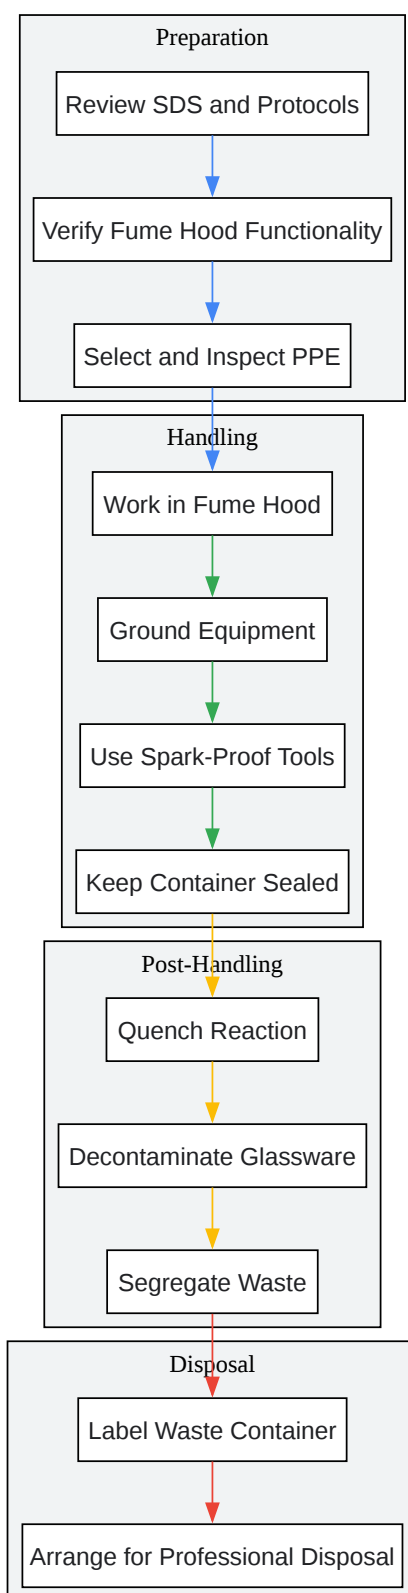 Preparation
Review SDS and Protocols
Verify Fume Hood Functionality
Select and Inspect PPE
Handling
Work in Fume Hood
Ground Equipment
Use Spark-Proof Tools
Keep Container Sealed
Post-Handling
Quench Reaction
Decontaminate Glassware
Segregate Waste
Disposal
Label Waste Container
Arrange for Professional Disposal